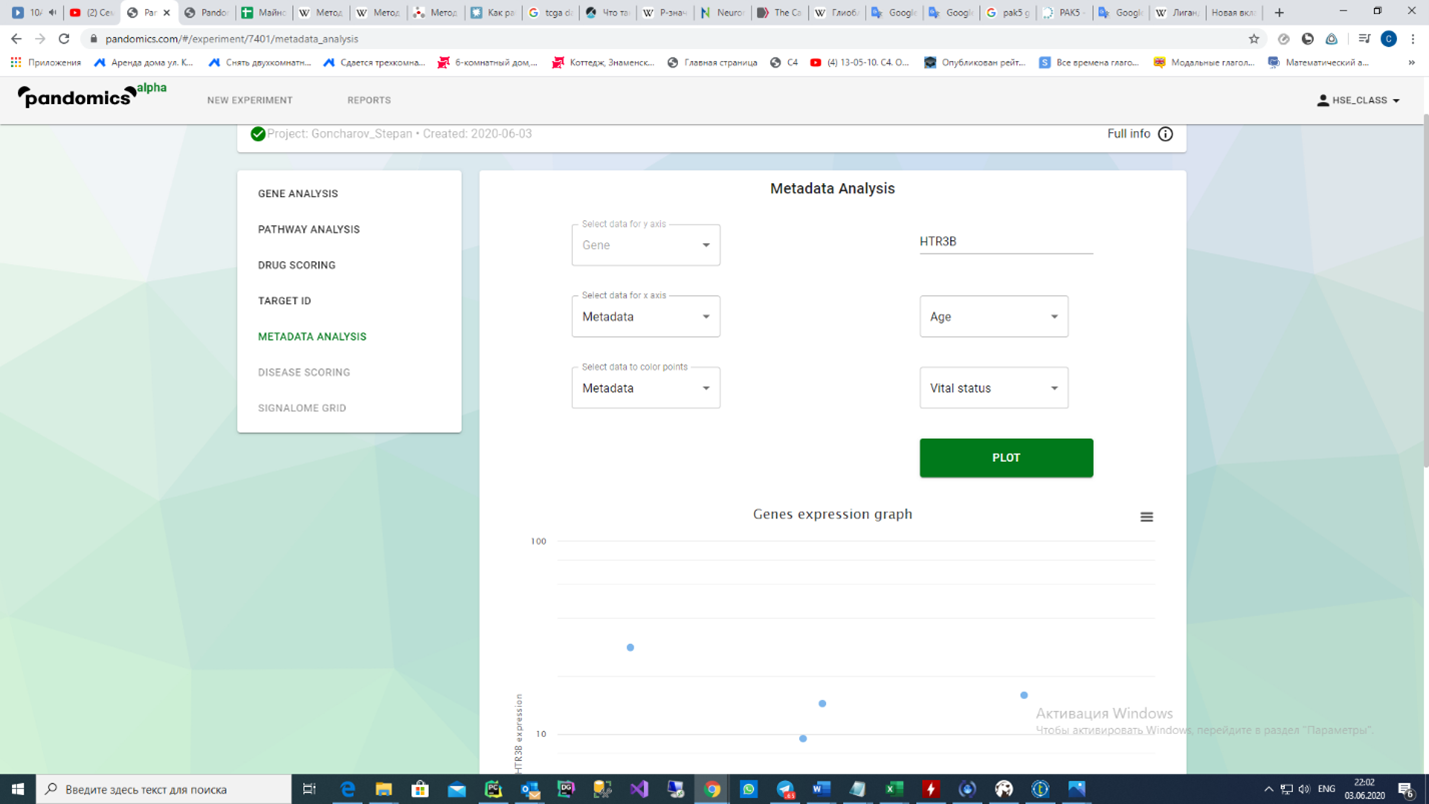 10/
(2) Сем
Par
Pandor
Майнс
Метод
Метод
Метод
Как ра
tcga da
Что та
P-знач
Neuror
The Ca
Глиоб
Google
Google
pak5 g
PAK5 -
Google
Лиган
Новая вкл
pandomics.com/#/experiment/7401/metadata_analysis
Приложения
Аренда дома ул. К...
Снять двухкомнатн...
Сдается трехкомна...
6-комнатный дом,...
Коттедж, Знаменск...
Главная страница
C4
(4) 13-05-10. C4. O...
Опубликован рейт...
Все времена глаго...
Модальные глагол...
Математический а...
pandomics alpha
NEW EXPERIMENT
REPORTS
HSE_CLASS
Project: Goncharov_Stepan • Created: 2020-06-03
Full info
GENE ANALYSIS
PATHWAY ANALYSIS
DRUG SCORING
TARGET ID
METADATA ANALYSIS
DISEASE SCORING
SIGNALOME GRID
Metadata Analysis
Select data for y axis
Gene
HTR3B
Select data for x axis
Metadata
Age
Select data to color points
Metadata
Vital status
PLOT
Genes expression graph
100
10
HTR3B expression
Активация Windows
Чтобы активировать Windows, перейдите в раздел "Параметры".
Введите здесь текст для поиска
ENG
22:02
03.06.2020